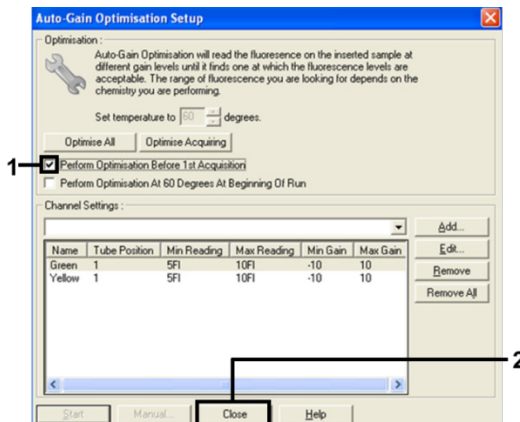 Auto-Gain Optimisation Setup
Optimisation :
Auto-Gain Optimisation will read the fluoresence on the inserted sample at
different gain levels until it finds one at which the fluorescence levels are
acceptable. The range of fluorescence you are looking for depends on the
chemistry you are performing.
Set temperature to 60 degrees.
Optimise All Optimise Acquiring
1 Perform Optimisation Before 1st Acquisition
Perform Optimisation At 60 Degrees At Beginning Of Run
Channel Settings :
Add...
Name Tube Position Min Reading Max Reading Min Gain Max Gain Edit...
Green 1 5Fl 10Fl -10 10
Yellow 1 5Fl 10Fl -10 10
Remove
Remove All
2
Start Manual... Close Help